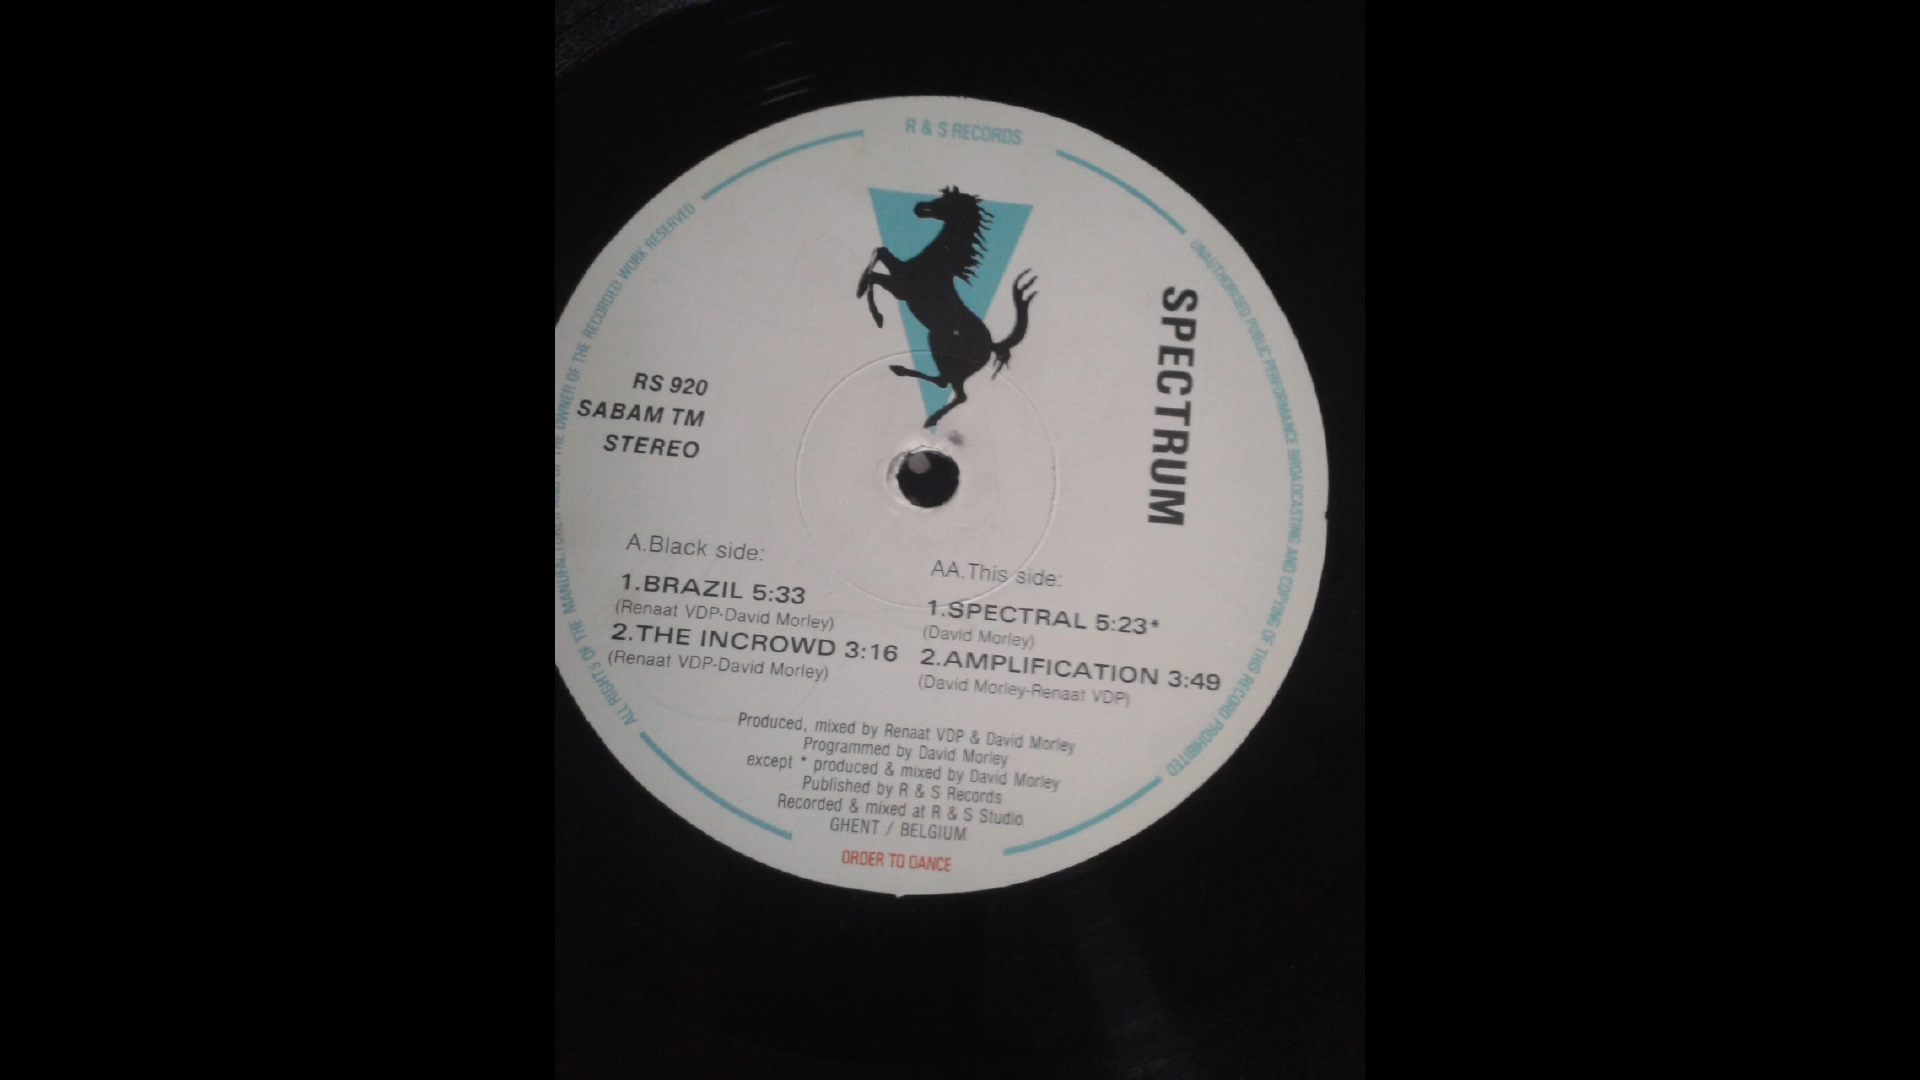 R & S RECORDS
SPECTRUM
RS 920
SABAM TM
STEREO
A.Black side:
1.BRAZIL 5:33
(Renaat VDP-David Morley)
2.THE INCROWD 3:16
(Renaat VDP-David Morley)
AA.This side:
1.SPECTRAL 5:23*
(David Morley)
2.AMPLIFICATION 3:49
(David Morley-Renaat VDP)
Produced, mixed by Renaat VDP & David Morley
Programmed by David Morley
except * produced & mixed by David Morley
Published by R & S Records
Recorded & mixed at R & S Studio
GHENT / BELGIUM
ORDER TO DANCE
ALL RIGHTS OF THE MANUFACTURER AND OF THE OWNER OF THE RECORDED WORK RESERVED
UNAUTHORISED PUBLIC PERFORMANCE BROADCASTING AND COPYING OF THIS RECORD PROHIBITED